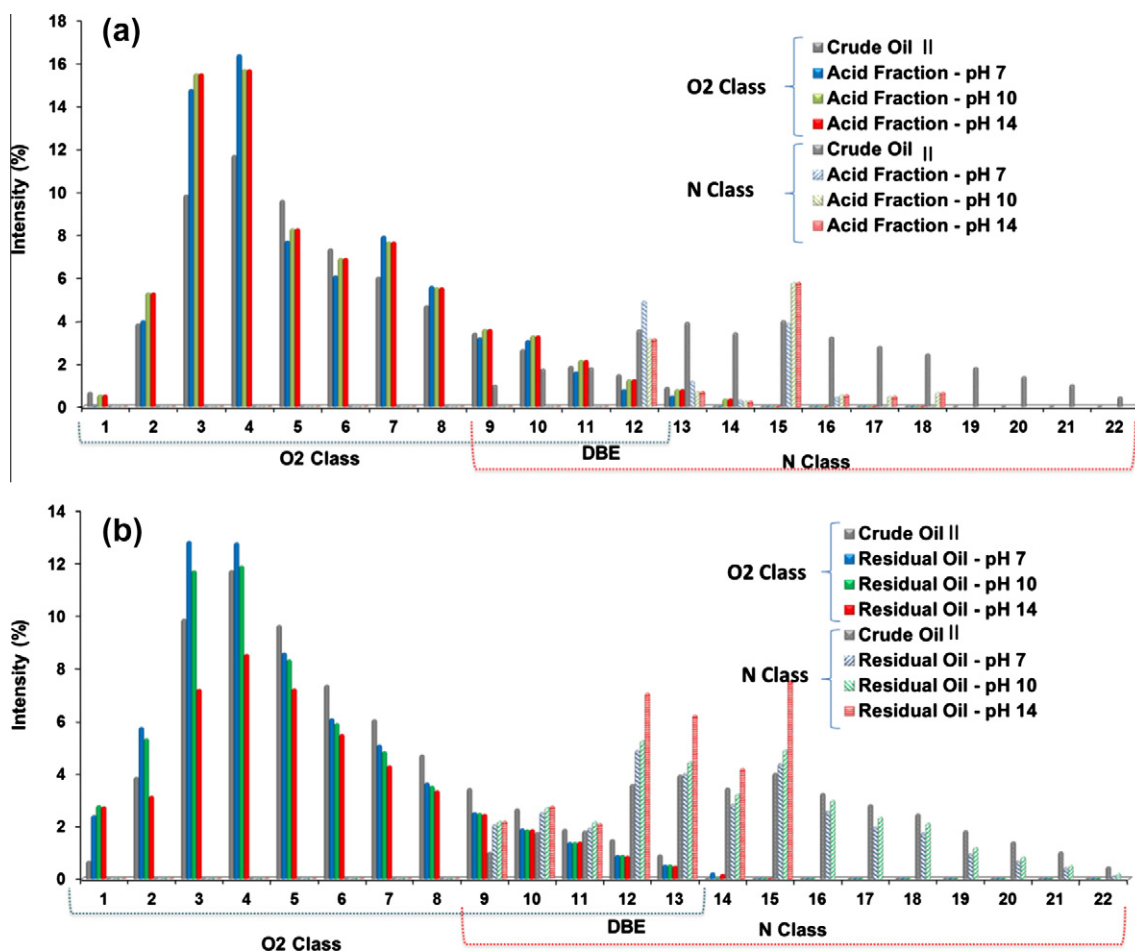 (a)
Intensity (%)
18
16
14
12
10
8
6
4
2
0
O2 Class
Crude Oil II
Acid Fraction - pH 7
Acid Fraction - pH 10
Acid Fraction - pH 14
N Class
Crude Oil II
Acid Fraction - pH 7
Acid Fraction - pH 10
Acid Fraction - pH 14
1 2 3 4 5 6 7 8 9 10 11 12 13 14 15 16 17 18 19 20 21 22
O2 Class DBE N Class
(b)
Intensity (%)
14
12
10
8
6
4
2
0
O2 Class
Crude Oil II
Residual Oil - pH 7
Residual Oil - pH 10
Residual Oil - pH 14
N Class
Crude Oil II
Residual Oil - pH 7
Residual Oil - pH 10
Residual Oil - pH 14
1 2 3 4 5 6 7 8 9 10 11 12 13 14 15 16 17 18 19 20 21 22
O2 Class DBE N Class